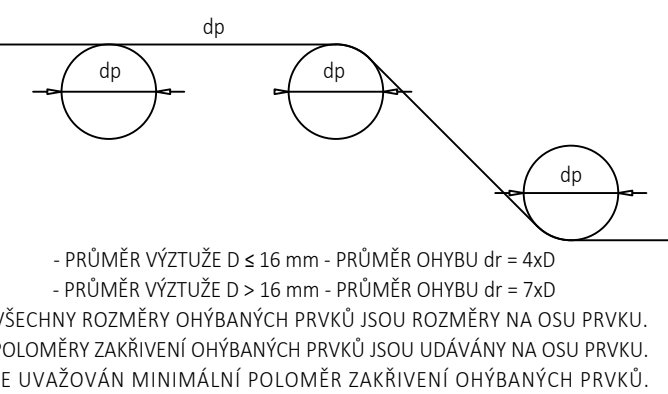 dp
dp dp
dp
- PRŮMĚR VÝZTUŽE D ≤ 16 mm - PRŮMĚR OHYBU dr = 4xD
- PRŮMĚR VÝZTUŽE D > 16 mm - PRŮMĚR OHYBU dr = 7xD
VŠECHNY ROZMĚRY OHÝBANÝCH PRVKŮ JSOU ROZMĚRY NA OSU PRVKU.
POLOMĚRY ZAKŘIVENÍ OHÝBANÝCH PRVKŮ JSOU UDÁVÁNY NA OSU PRVKU.
E UVAŽOVÁN MINIMÁLNÍ POLOMĚR ZAKŘIVENÍ OHÝBANÝCH PRVKŮ.